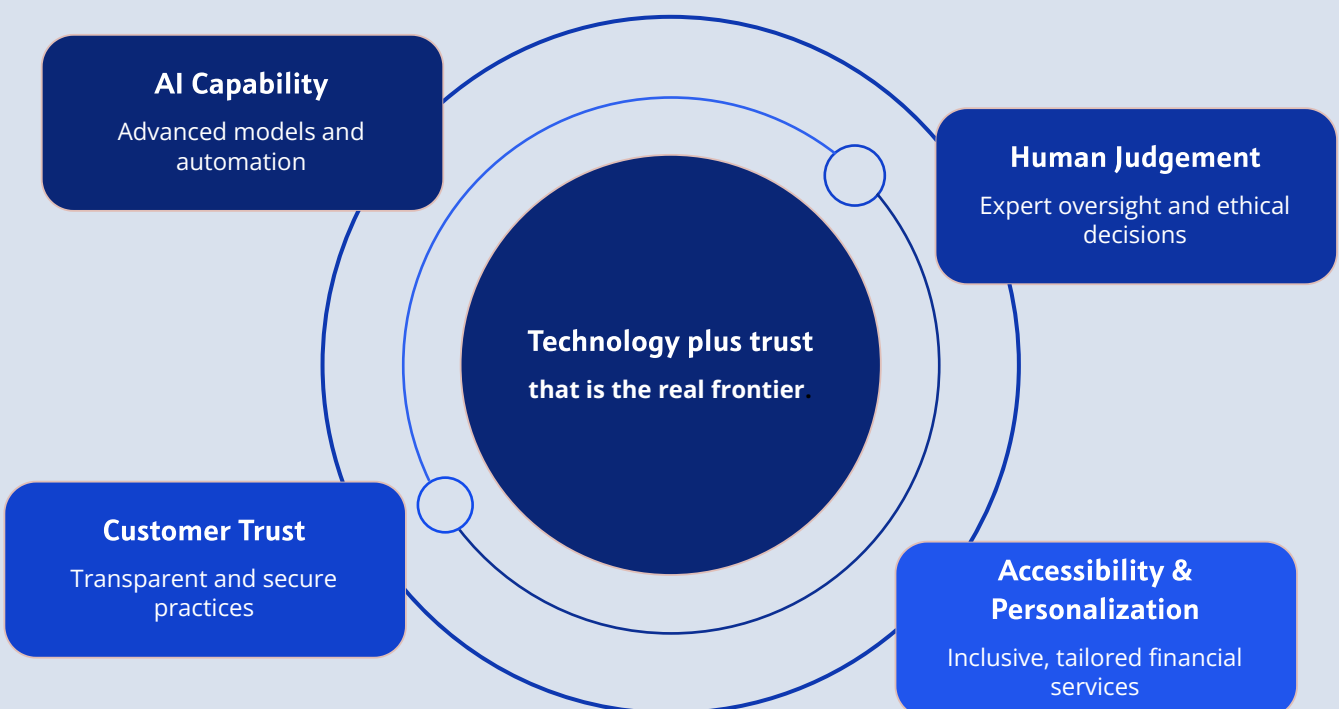 AI Capability
Advanced models and
automation
Human Judgement
Expert oversight and ethical
decisions
Technology plus trust
that is the real frontier.
Customer Trust
Transparent and secure
practices
Accessibility &
Personalization
Inclusive, tailored financial
services